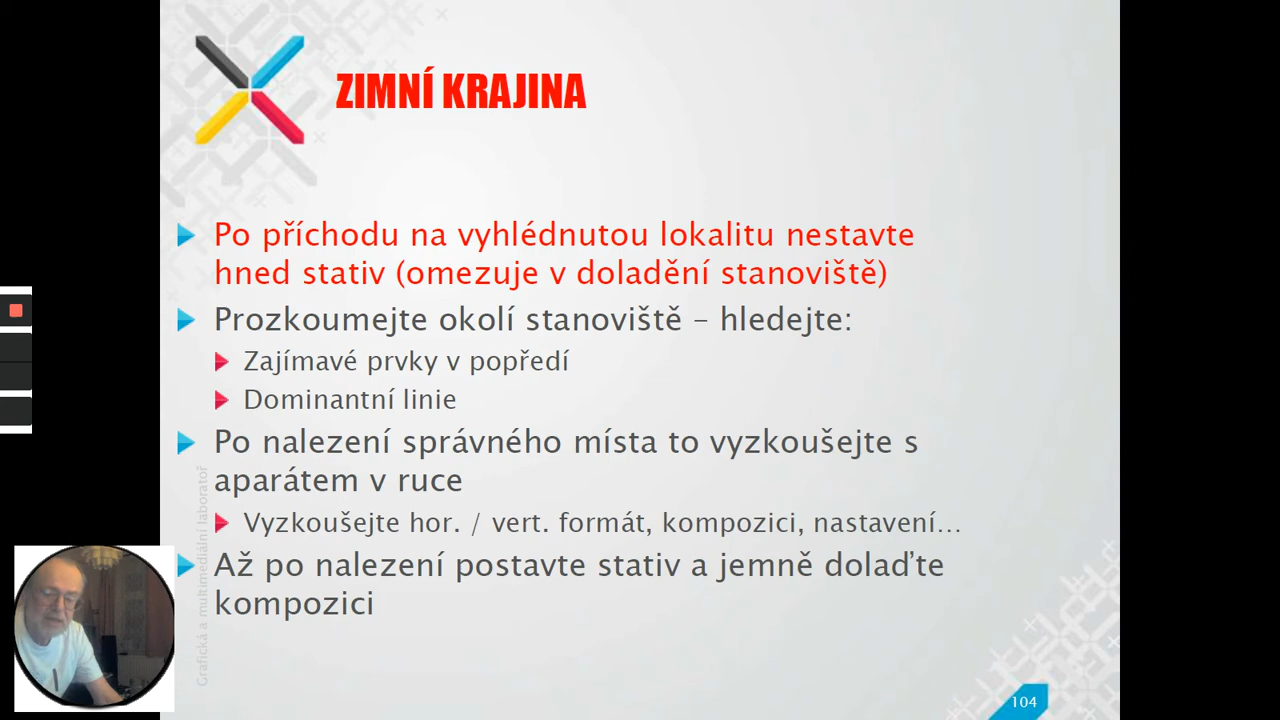 ZIMNÍ KRAJINA
Po příchodu na vyhlédnutou lokalitu nestavte
hned stativ (omezuje v doladění stanoviště)
Prozkoumejte okolí stanoviště – hledejte:
Zajímavé prvky v popředí
Dominantní linie
Po nalezení správného místa to vyzkoušejte s
aparátem v ruce
Vyzkoušejte hor. / vert. formát, kompozici, nastavení…
Až po nalezení postavte stativ a jemně dolaďte
kompozici
Grafická a multimediální laboratoř
104